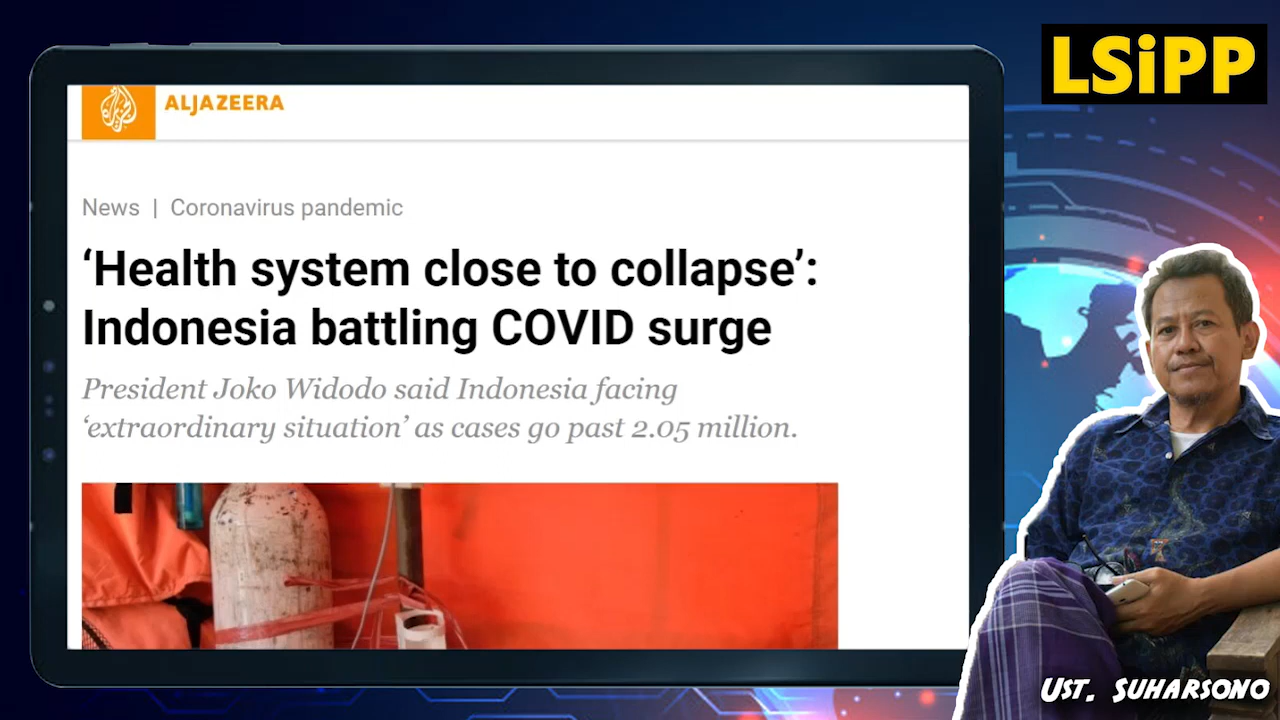 ALJAZEERA
LSiPP
News | Coronavirus pandemic
‘Health system close to collapse’:
Indonesia battling COVID surge
President Joko Widodo said Indonesia facing
‘extraordinary situation’ as cases go past 2.05 million.
UST. SUHARSONO